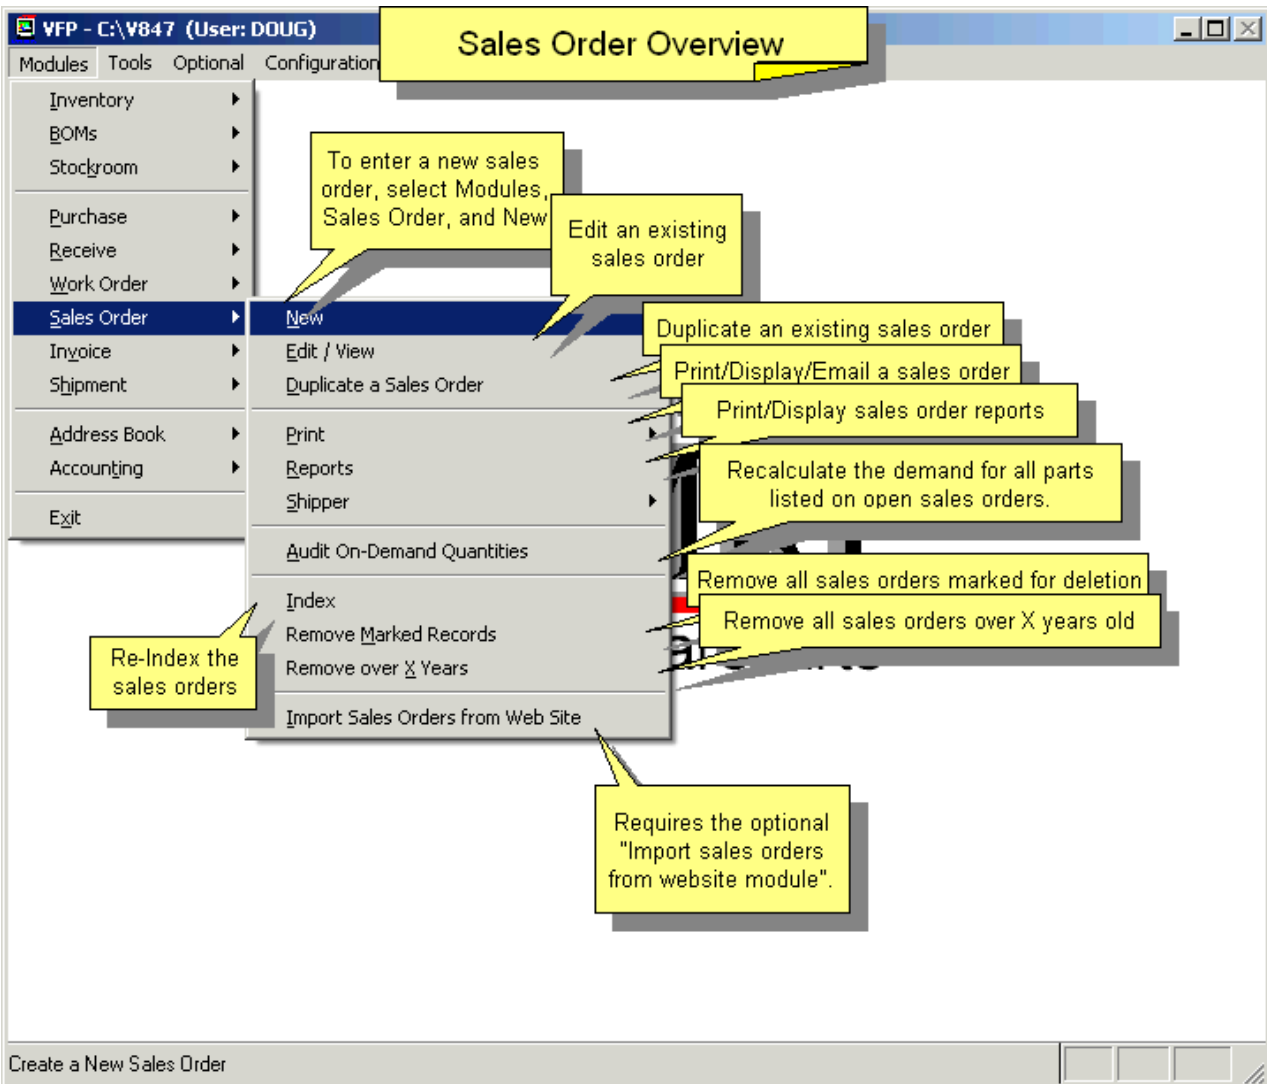 VFP - C:\V847 (User: DOUG)
Sales Order Overview
Modules Tools Optional Configuration
Inventory
BOMs
Stockroom
Purchase
Receive
Work Order
Sales Order
Invoice
Shipment
Address Book
Accounting
Exit
To enter a new sales
order, select Modules,
Sales Order, and New
Edit an existing
sales order
New
Edit / View
Duplicate a Sales Order
Print
Reports
Shipper
Audit On-Demand Quantities
Index
Remove Marked Records
Remove over X Years
Import Sales Orders from Web Site
Duplicate an existing sales order
Print/Display/Email a sales order
Print/Display sales order reports
Recalculate the demand for all parts
listed on open sales orders.
Remove all sales orders marked for deletion
Remove all sales orders over X years old
Re-Index the
sales orders
Requires the optional
"Import sales orders
from website module".
Create a New Sales Order